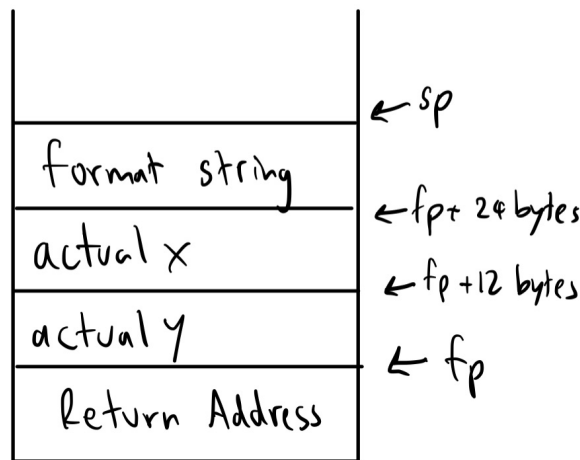 ← sp
format string
← fp+ 24 bytes
actual x
← fp +12 bytes
actual y
← fp
Return Address